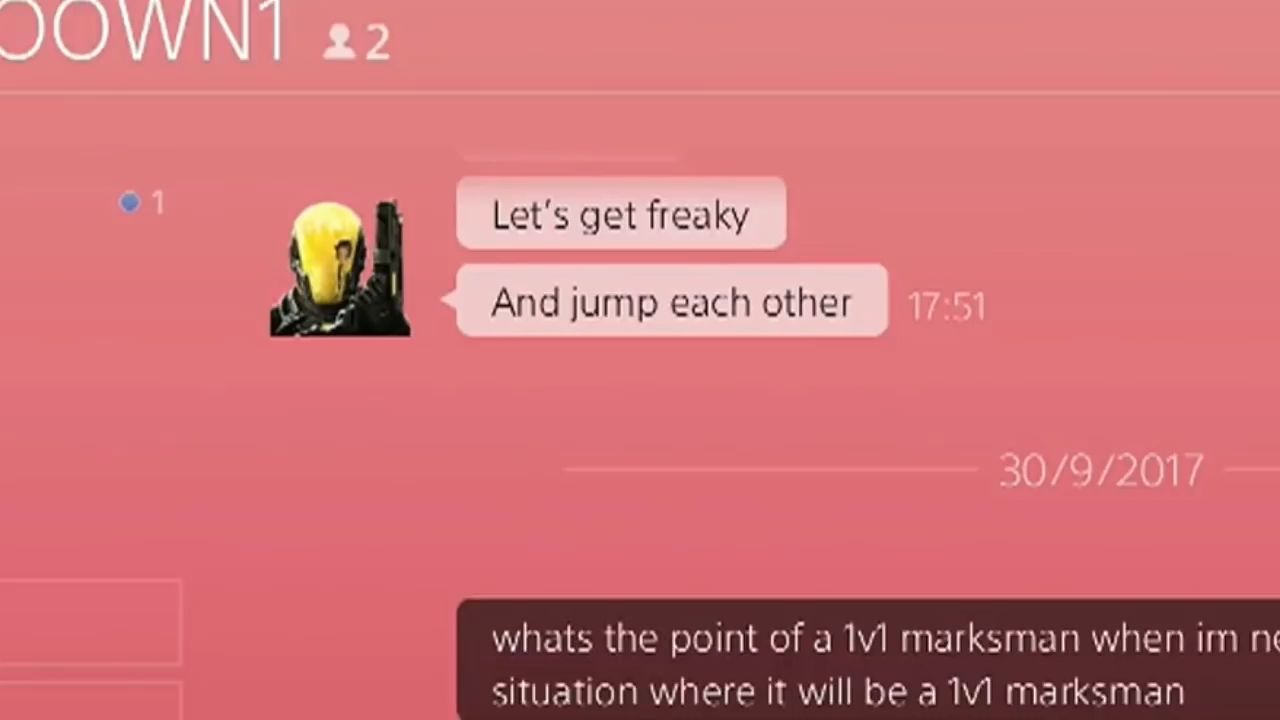 OOWN1 2
1
Let's get freaky
And jump each other 17:51
30/9/2017
whats the point of a 1v1 marksman when im
situation where it will be a 1v1 marksman